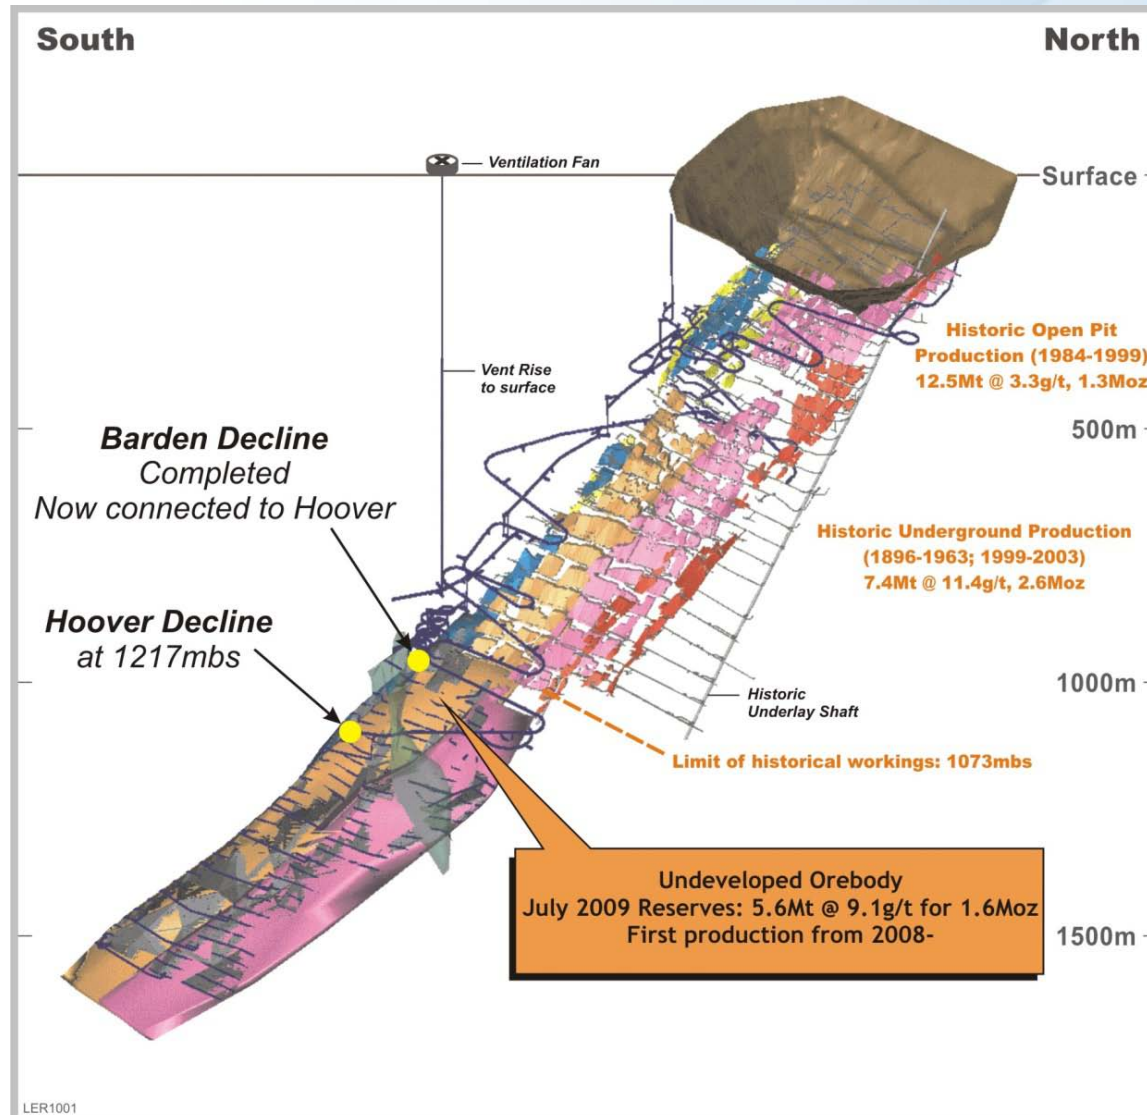 South
North
Ventilation Fan
Surface
Historic Open Pit
Production (1984-1999)
12.5Mt @ 3.3g/t, 1.3Moz
Vent Rise
to surface
500m
Barden Decline
Completed
Now connected to Hoover
Historic Underground Production
(1896-1963; 1999-2003)
7.4Mt @ 11.4g/t, 2.6Moz
Hoover Decline
at 1217mbs
1000m
Historic
Underlay Shaft
Limit of historical workings: 1073mbs
Undeveloped Orebody
July 2009 Reserves: 5.6Mt @ 9.1g/t for 1.6Moz
First production from 2008-
1500m
LER1001